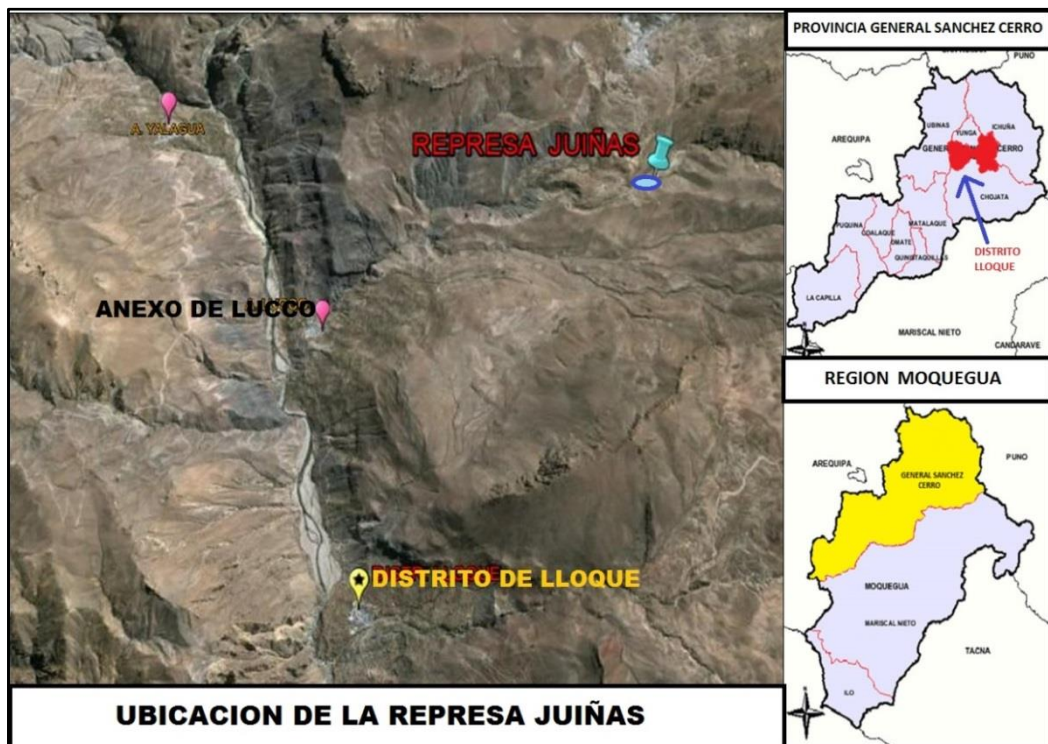 A. YALAGUA
REPRESA JUIÑAS
ANEXO DE LUCCO
DISTRITO DE LLOQUE
UBICACION DE LA REPRESA JUIÑAS
PROVINCIA GENERAL SANCHEZ CERRO
PUNO
UBINAS
YUNGA
ICHUÑA
AREQUIPA
GENERAL
CERRO
CHOJATA
PUQUINA
COALAQUE
MATALAQUE
OMATE
QUINISTAQUILLAS
DISTRITO
LLOQUE
LA CAPILLA
MARISCAL NIETO
CANDARAVE
REGION MOQUEGUA
AREQUIPA
PUNO
GENERAL SANCHEZ
CERRO
MOQUEGUA
MARISCAL NIETO
TACNA
ILO